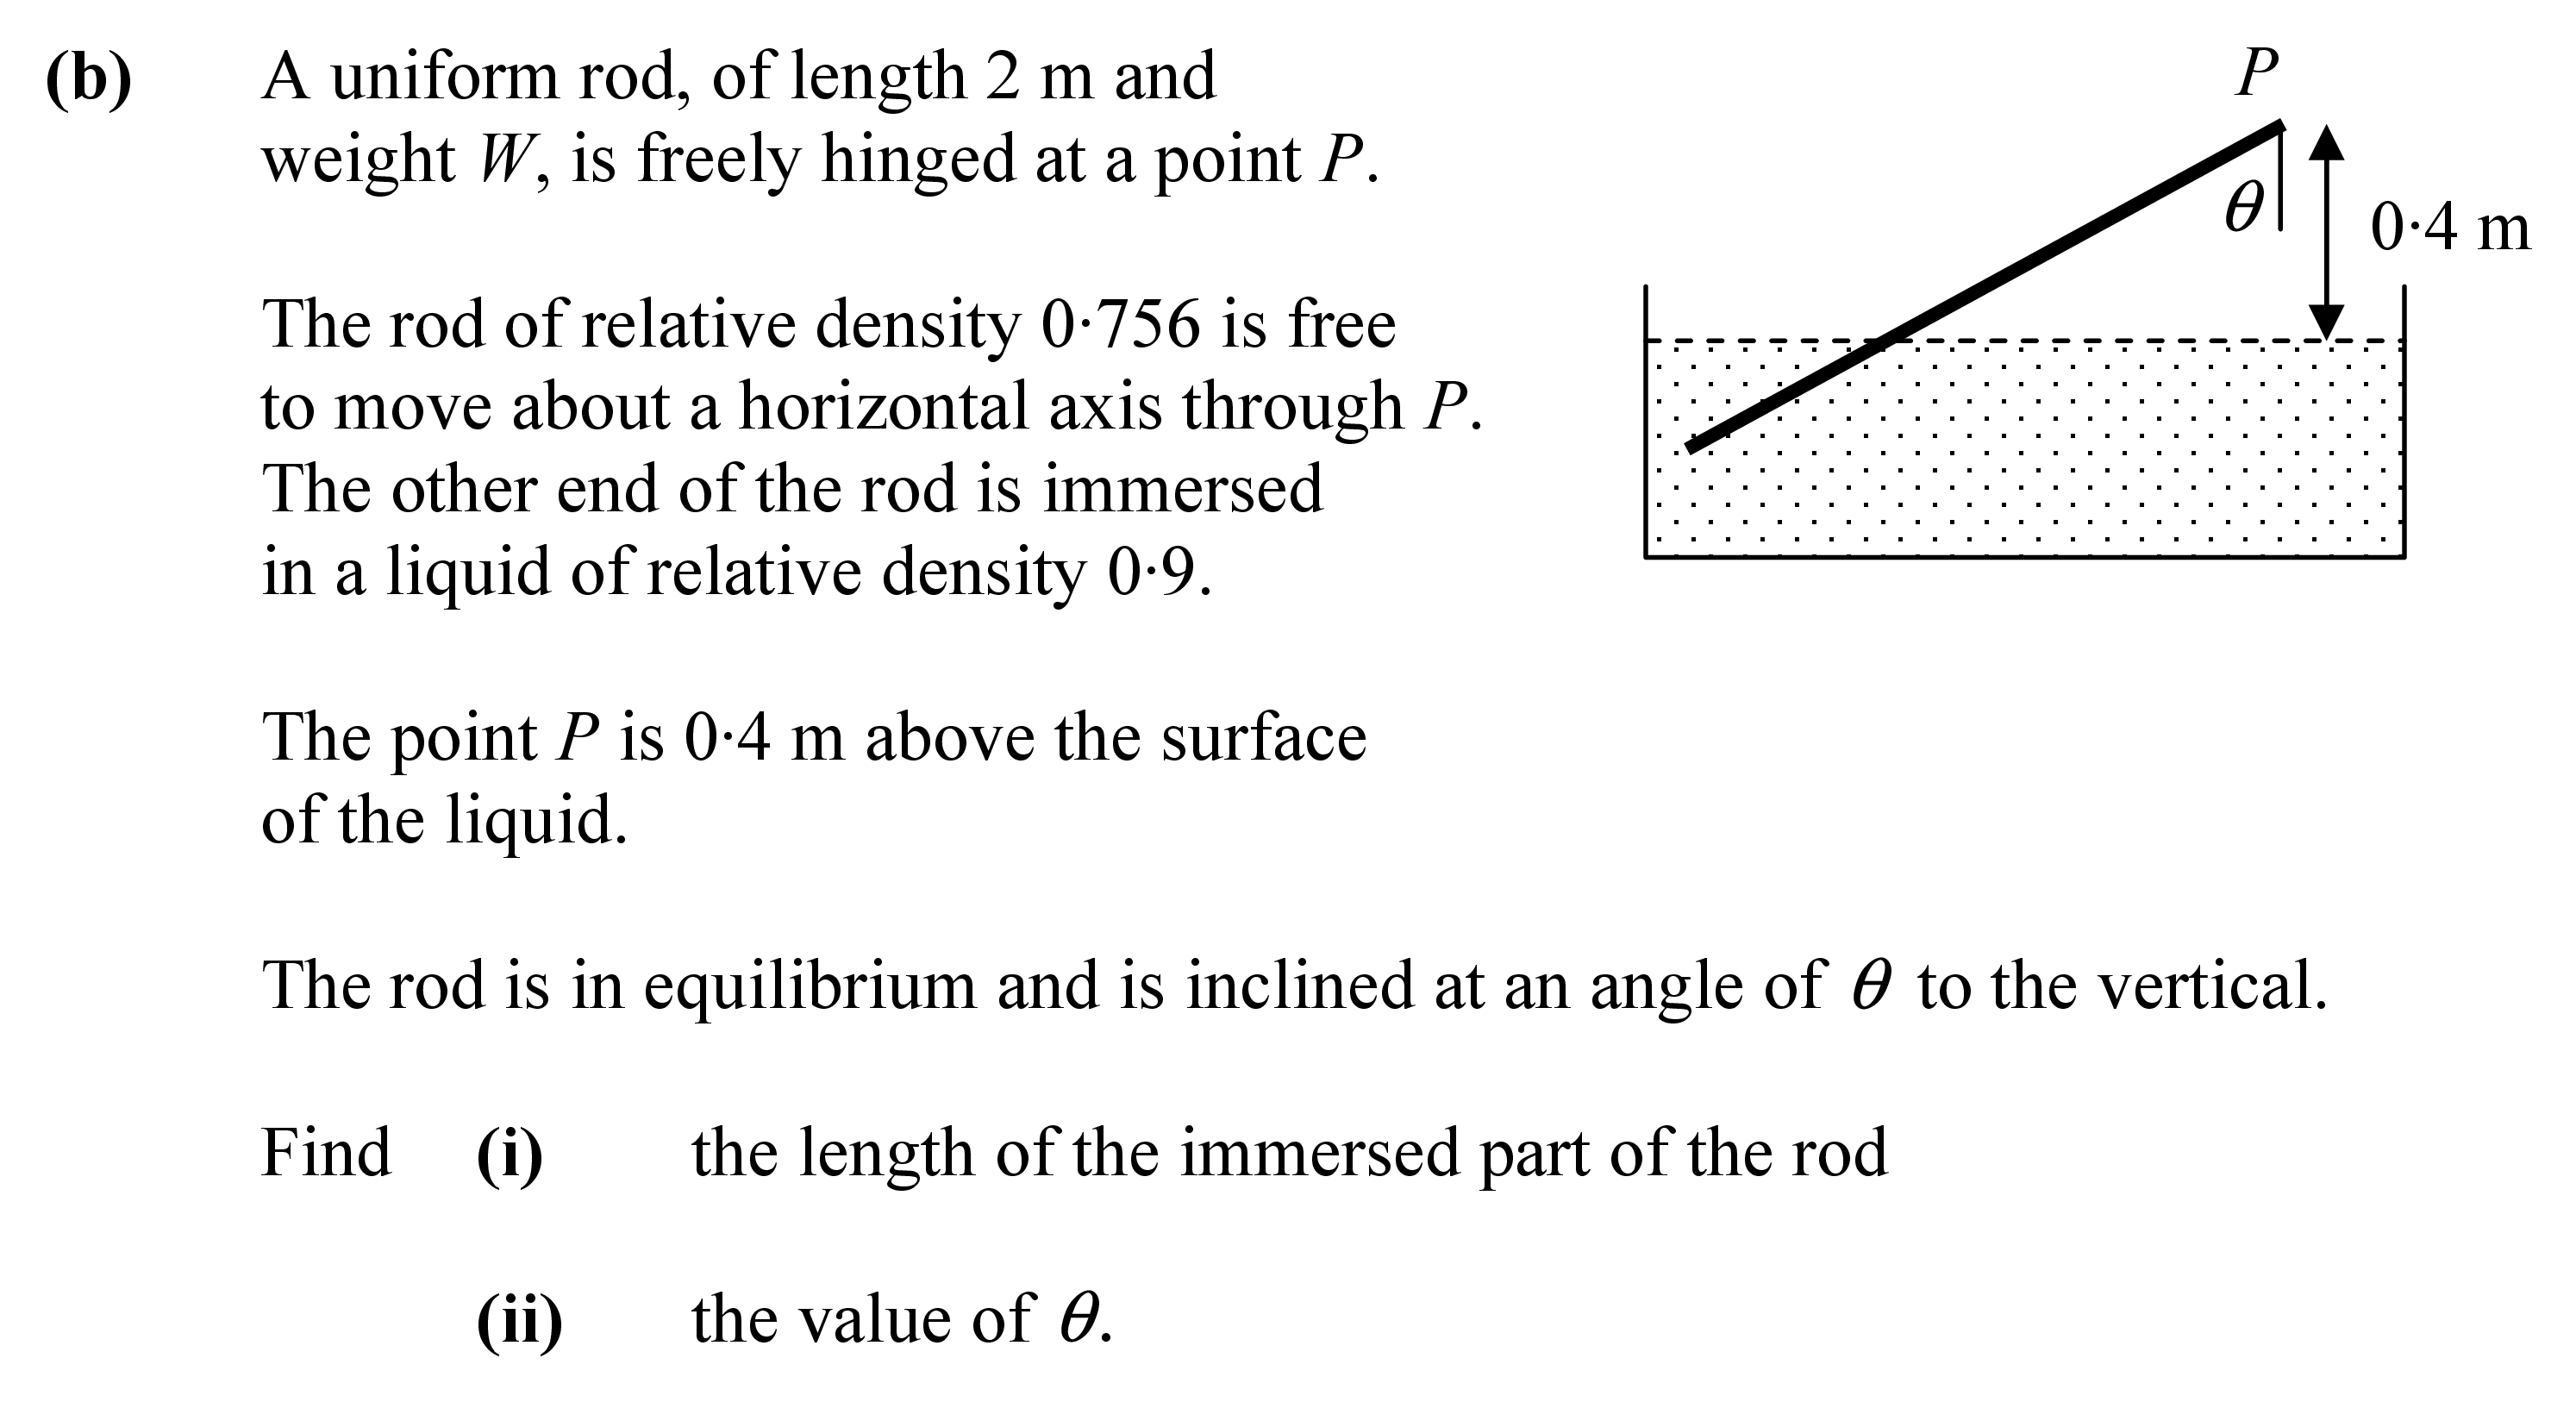 (b) A uniform rod, of length 2 m and
weight W, is freely hinged at a point P.
The rod of relative density 0·756 is free
to move about a horizontal axis through P.
The other end of the rod is immersed
in a liquid of relative density 0·9.
The point P is 0·4 m above the surface
of the liquid.
P
θ
0·4 m
The rod is in equilibrium and is inclined at an angle of θ to the vertical.
Find (i) the length of the immersed part of the rod
(ii) the value of θ.